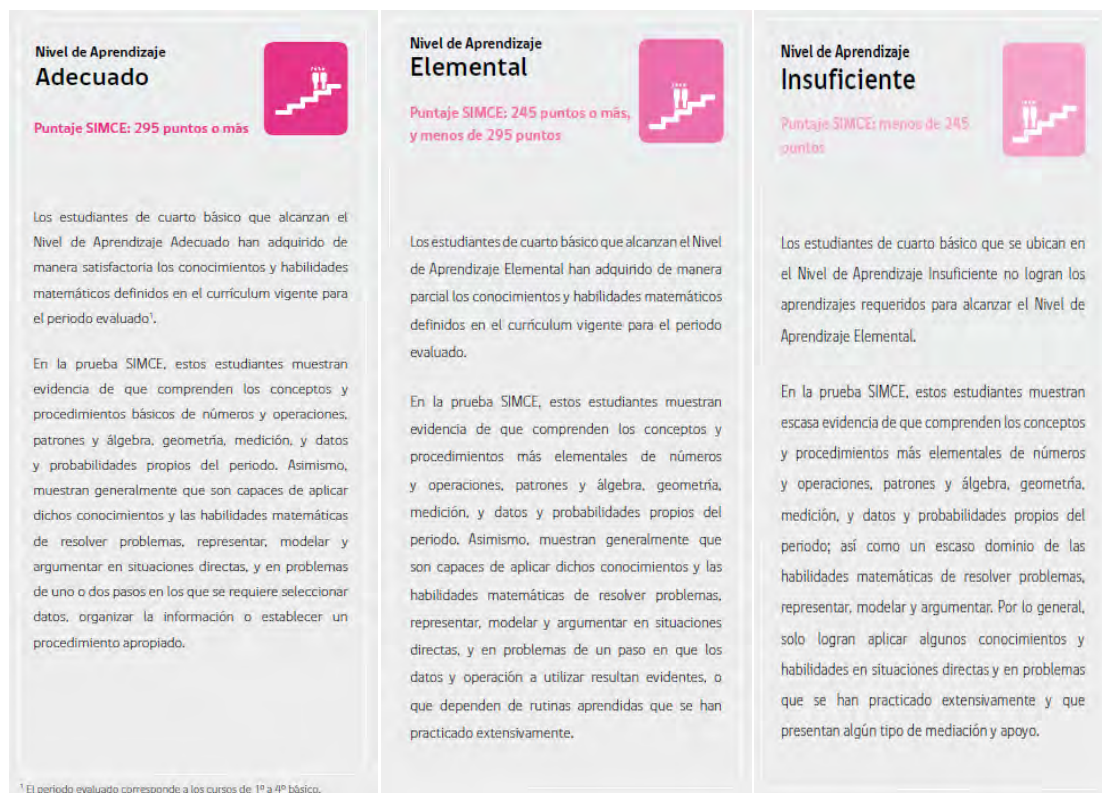 Nivel de Aprendizaje
Adecuado
Puntaje SIMCE: 295 puntos o más
Los estudiantes de cuarto básico que alcanzan el
Nivel de Aprendizaje Adecuado han adquirido de
manera satisfactoria los conocimientos y habilidades
matemáticos definidos en el currículum vigente para
el periodo evaluado¹.
En la prueba SIMCE, estos estudiantes muestran
evidencia de que comprenden los conceptos y
procedimientos básicos de números y operaciones,
patrones y álgebra, geometría, medición, y datos
y probabilidades propios del periodo. Asimismo,
muestran generalmente que son capaces de aplicar
dichos conocimientos y las habilidades matemáticas
de resolver problemas, representar, modelar y
argumentar en situaciones directas, y en problemas
de uno o dos pasos en los que se requiere seleccionar
datos, organizar la información o establecer un
procedimiento apropiado.
¹ El periodo evaluado corresponde a los cursos de 1º a 4º básico.
Nivel de Aprendizaje
Elemental
Puntaje SIMCE: 245 puntos o más,
y menos de 295 puntos
Los estudiantes de cuarto básico que alcanzan el Nivel
de Aprendizaje Elemental han adquirido de manera
parcial los conocimientos y habilidades matemáticos
definidos en el currículum vigente para el periodo
evaluado.
En la prueba SIMCE, estos estudiantes muestran
evidencia de que comprenden los conceptos y
procedimientos más elementales de números
y operaciones, patrones y álgebra, geometría,
medición, y datos y probabilidades propios del
periodo. Asimismo, muestran generalmente que
son capaces de aplicar dichos conocimientos y las
habilidades matemáticas de resolver problemas,
representar, modelar y argumentar en situaciones
directas, y en problemas de un paso en que los
datos y operación a utilizar resultan evidentes, o
que dependen de rutinas aprendidas que se han
practicado extensivamente.
Nivel de Aprendizaje
Insuficiente
Puntaje SIMCE: menos de 245
puntos
Los estudiantes de cuarto básico que se ubican en
el Nivel de Aprendizaje Insuficiente no logran los
aprendizajes requeridos para alcanzar el Nivel de
Aprendizaje Elemental.
En la prueba SIMCE, estos estudiantes muestran
escasa evidencia de que comprenden los conceptos
y procedimientos más elementales de números
y operaciones, patrones y álgebra, geometría,
medición, y datos y probabilidades propios del
periodo; así como un escaso dominio de las
habilidades matemáticas de resolver problemas,
representar, modelar y argumentar. Por lo general,
solo logran aplicar algunos conocimientos y
habilidades en situaciones directas y en problemas
que se han practicado extensivamente y que
presentan algún tipo de mediación y apoyo.